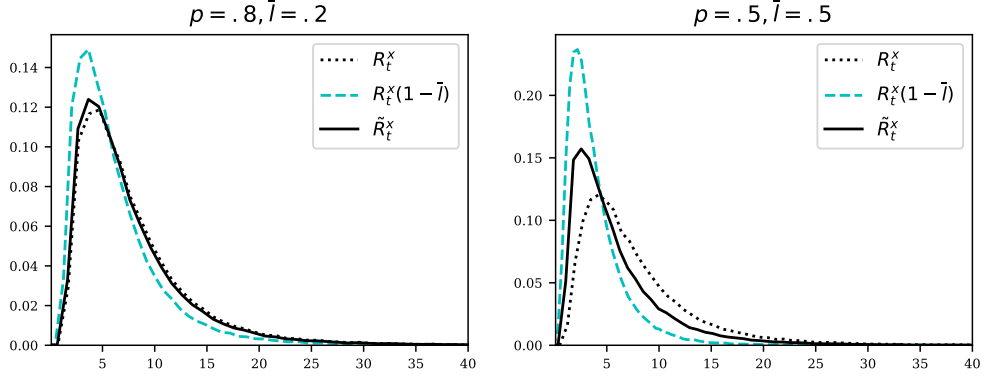 p = .8, l̄ = .2
0.14
0.12
0.10
0.08
0.06
0.04
0.02
0.00
5 10 15 20 25 30 35 40
R_t^x
R_t^x(1 − l̄)
R̃_t^x
p = .5, l̄ = .5
0.20
0.15
0.10
0.05
0.00
5 10 15 20 25 30 35 40
R_t^x
R_t^x(1 − l̄)
R̃_t^x